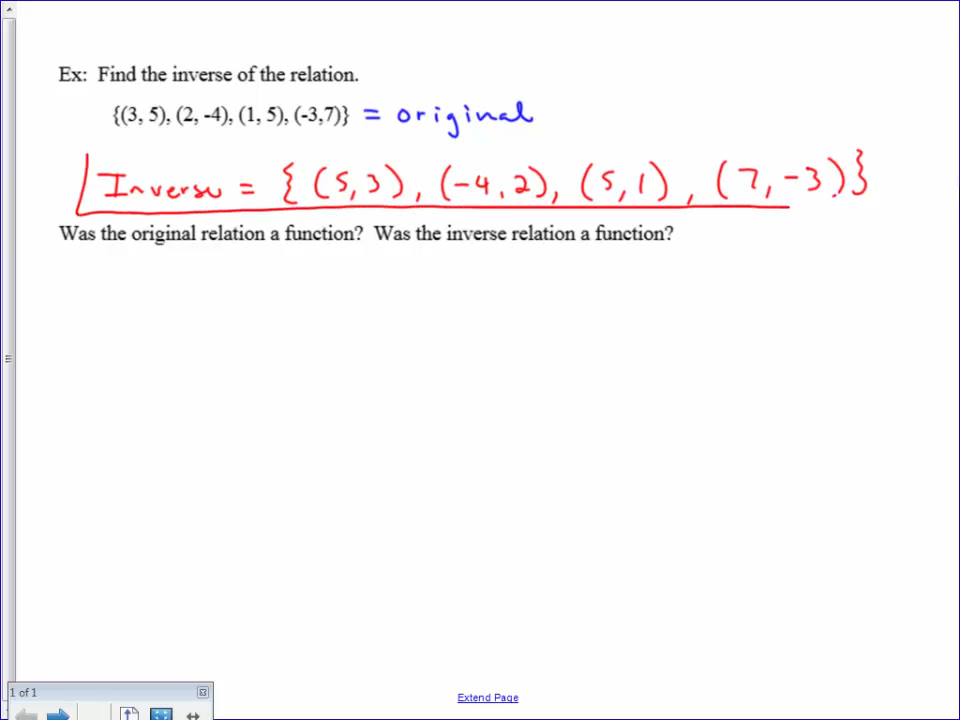 Ex: Find the inverse of the relation.
{(3, 5), (2, -4), (1, 5), (-3,7)} = original
Inverse = { (5,3), (-4,2), (5,1), (7,-3)}
Was the original relation a function? Was the inverse relation a function?
1 of 1
Extend Page